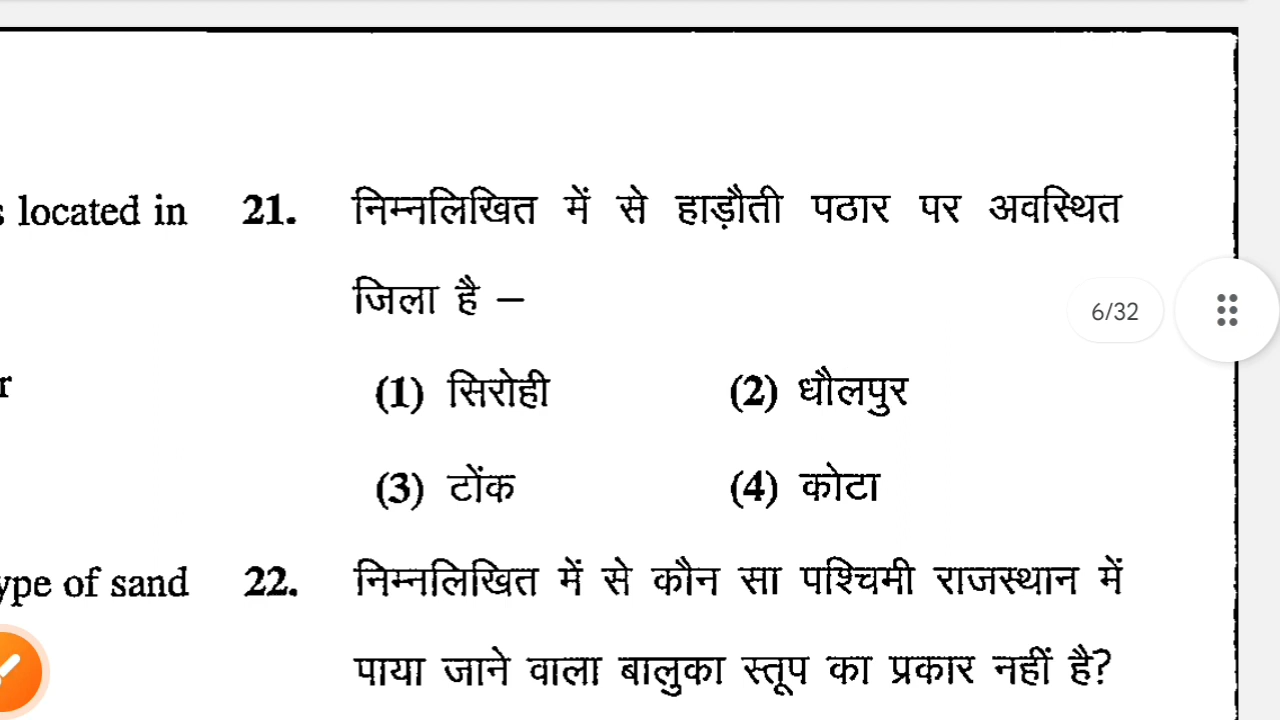 located in
21. निम्नलिखित में से हाड़ौती पठार पर अवस्थित
जिला है –
6/32
(1) सिरोही (2) धौलपुर
(3) टोंक (4) कोटा
of sand
22. निम्नलिखित में से कौन सा पश्चिमी राजस्थान में
पाया जाने वाला बालुका स्तूप का प्रकार नहीं है?